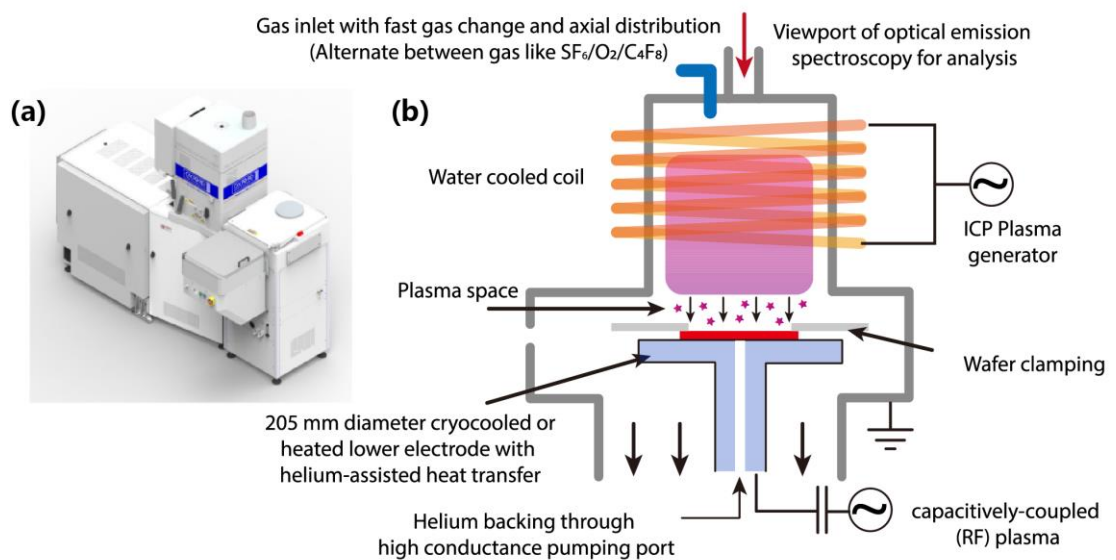 Gas inlet with fast gas change and axial distribution
(Alternate between gas like SF₆/O₂/C₄F₈)
Viewport of optical emission
spectroscopy for analysis
(a)
(b)
Water cooled coil
ICP Plasma
generator
Plasma space
Wafer clamping
205 mm diameter cryocooled or
heated lower electrode with
helium-assisted heat transfer
Helium backing through
high conductance pumping port
capacitively-coupled
(RF) plasma